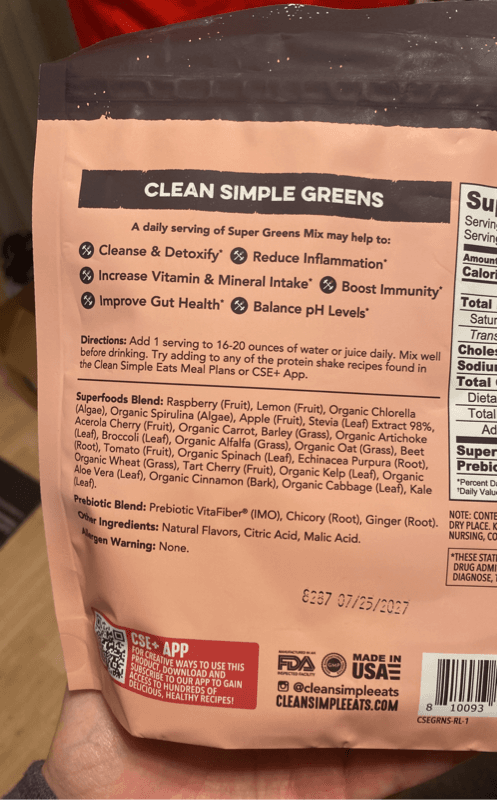 CLEAN SIMPLE GREENS
A daily serving of Super Greens Mix may help to:
Cleanse & Detoxify* Reduce Inflammation*
Increase Vitamin & Mineral Intake* Boost Immunity*
Improve Gut Health* Balance pH Levels*
Directions: Add 1 serving to 16-20 ounces of water or juice daily. Mix well
before drinking. Try adding to any of the protein shake recipes found in
the Clean Simple Eats Meal Plans or CSE+ App.
Superfoods Blend: Raspberry (Fruit), Lemon (Fruit), Organic Chlorella
(Algae), Organic Spirulina (Algae), Apple (Fruit), Stevia (Leaf) Extract 98%,
Acerola Cherry (Fruit), Organic Carrot, Barley (Grass), Organic Artichoke
(Leaf), Broccoli (Leaf), Organic Alfalfa (Grass), Organic Oat (Grass), Beet
(Root), Tomato (Fruit), Organic Spinach (Leaf), Echinacea Purpurea (Root),
Organic Wheat (Grass), Tart Cherry (Fruit), Organic Kelp (Leaf), Organic
Aloe Vera (Leaf), Organic Cinnamon (Bark), Organic Cabbage (Leaf), Kale
(Leaf).
Prebiotic Blend: Prebiotic VitaFiber® (IMO), Chicory (Root), Ginger (Root).
Other Ingredients: Natural Flavors, Citric Acid, Malic Acid.
Allergen Warning: None.
8287 07/25/2027
CSE+ APP
FOR CREATIVE WAYS TO USE THIS
PRODUCT, DOWNLOAD AND
SUBSCRIBE TO OUR APP TO GAIN
ACCESS TO HUNDREDS OF
DELICIOUS, HEALTHY RECIPES!
FDA
MADE IN
USA
@cleansimpleeats
CLEANSIMPLEEATS.COM
Su
Servin
Servin
Amount
Calori
Total
Satur
Trans
Choles
Sodiu
Total
Dieta
Total
Ad
Super
Prebio
*Percent Da
*Daily Valu
NOTE: CONTE
DRY PLACE. K
NURSING, CO
*THESE STATE
DRUG ADMI
DIAGNOSE, T
8 10093
CSEGRNS-RL-1